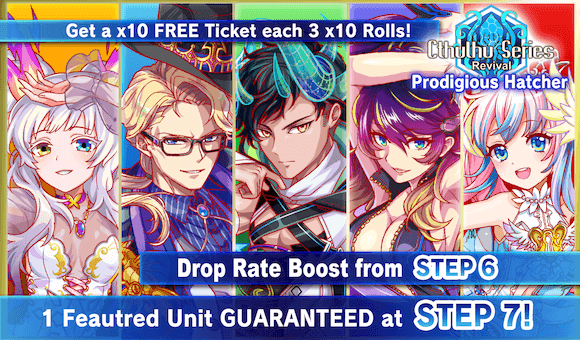 Get a x10 FREE Ticket each 3 x10 Rolls!
Cthulhu Series
Revival
Prodigious Hatcher
Drop Rate Boost from STEP 6
1 Feautred Unit GUARANTEED at STEP 7!